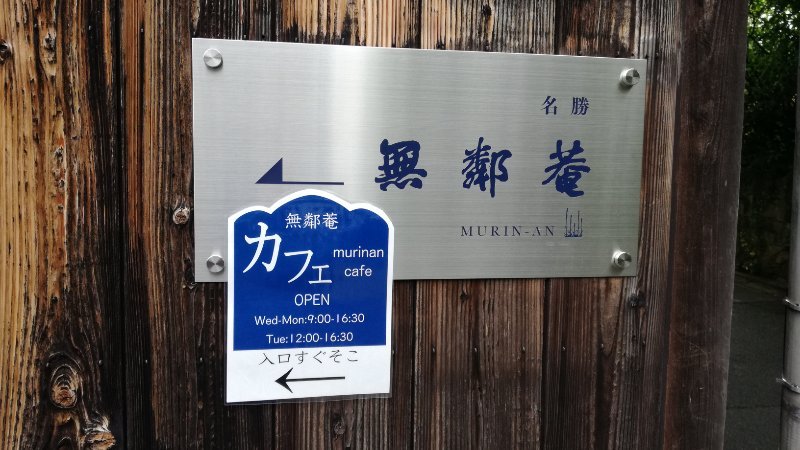 名勝
無鄰菴
MURIN-AN
無鄰菴
カフェ
murinan
cafe
OPEN
Wed-Mon:9:00-16:30
Tue:12:00-16:30
入口すぐそこ